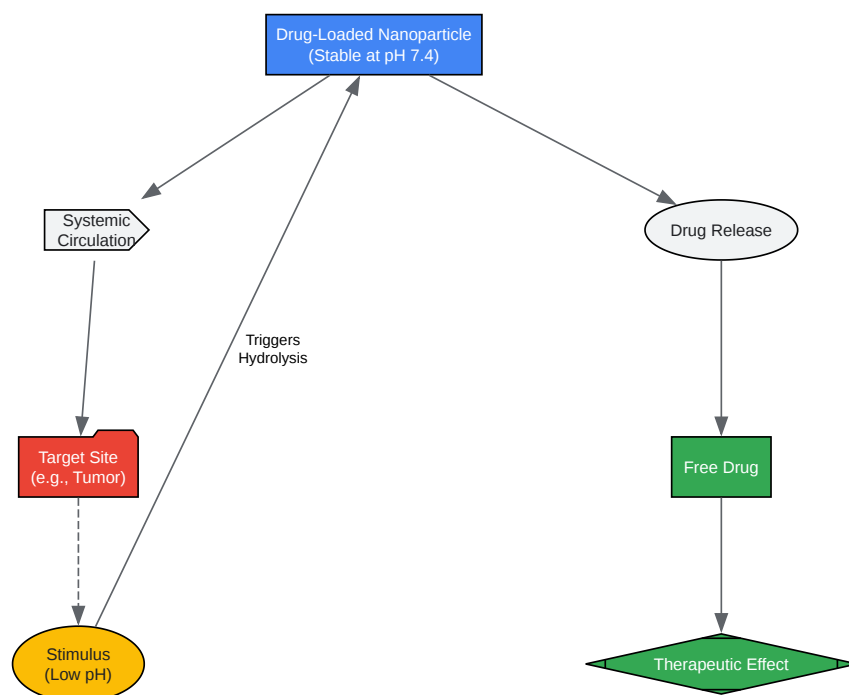 Drug-Loaded Nanoparticle
(Stable at pH 7.4)
Systemic
Circulation
Drug Release
Triggers
Hydrolysis
Target Site
(e.g., Tumor)
Free Drug
Stimulus
(Low pH)
Therapeutic Effect